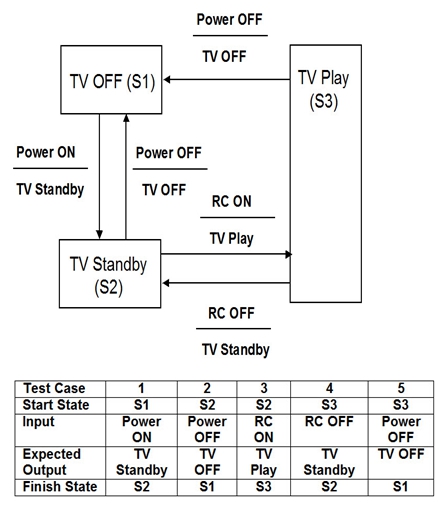 Power OFF
TV OFF
TV OFF (S1)
TV Play
(S3)
Power ON
TV Standby
Power OFF
TV OFF
RC ON
TV Play
TV Standby
(S2)
RC OFF
TV Standby
Test Case 1 2 3 4 5
Start State S1 S2 S2 S3 S3
Input Power Power RC RC OFF Power
ON OFF ON OFF
Expected TV TV TV TV TV OFF
Output Standby OFF Play Standby
Finish State S2 S1 S3 S2 S1